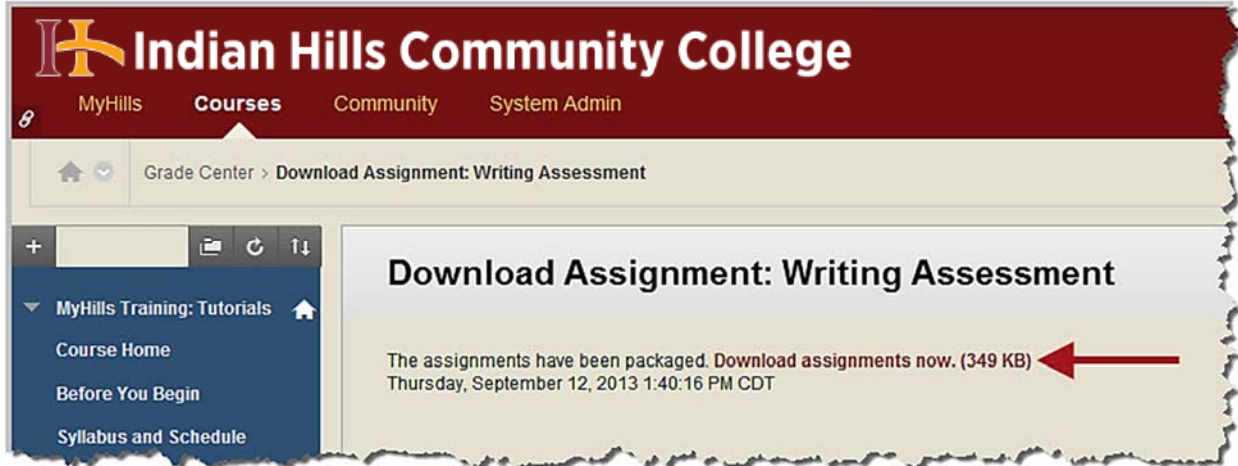 Indian Hills Community College
MyHills Courses Community System Admin
Grade Center > Download Assignment: Writing Assessment
Download Assignment: Writing Assessment
MyHills Training: Tutorials
Course Home
Before You Begin
Syllabus and Schedule
The assignments have been packaged. Download assignments now. (349 KB)
Thursday, September 12, 2013 1:40:16 PM CDT